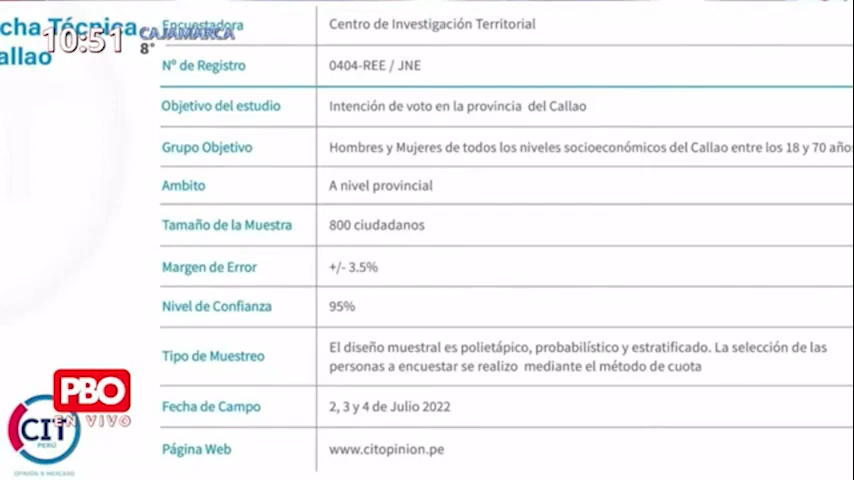 cha Técnica
allao
10:51
CAJAMARCA
8°
Encuestadora Centro de Investigación Territorial
Nº de Registro 0404-REE / JNE
Objetivo del estudio Intención de voto en la provincia del Callao
Grupo Objetivo Hombres y Mujeres de todos los niveles socioeconómicos del Callao entre los 18 y 70 años
Ambito A nivel provincial
Tamaño de la Muestra 800 ciudadanos
Margen de Error +/- 3.5%
Nivel de Confianza 95%
Tipo de Muestreo El diseño muestral es polietápico, probabilístico y estratificado. La selección de las
personas a encuestar se realizo mediante el método de cuota
Fecha de Campo 2, 3 y 4 de Julio 2022
Página Web www.citopinion.pe
PBO
EN VIVO
CIT
PERÚ
OPINIÓN Y MERCADO